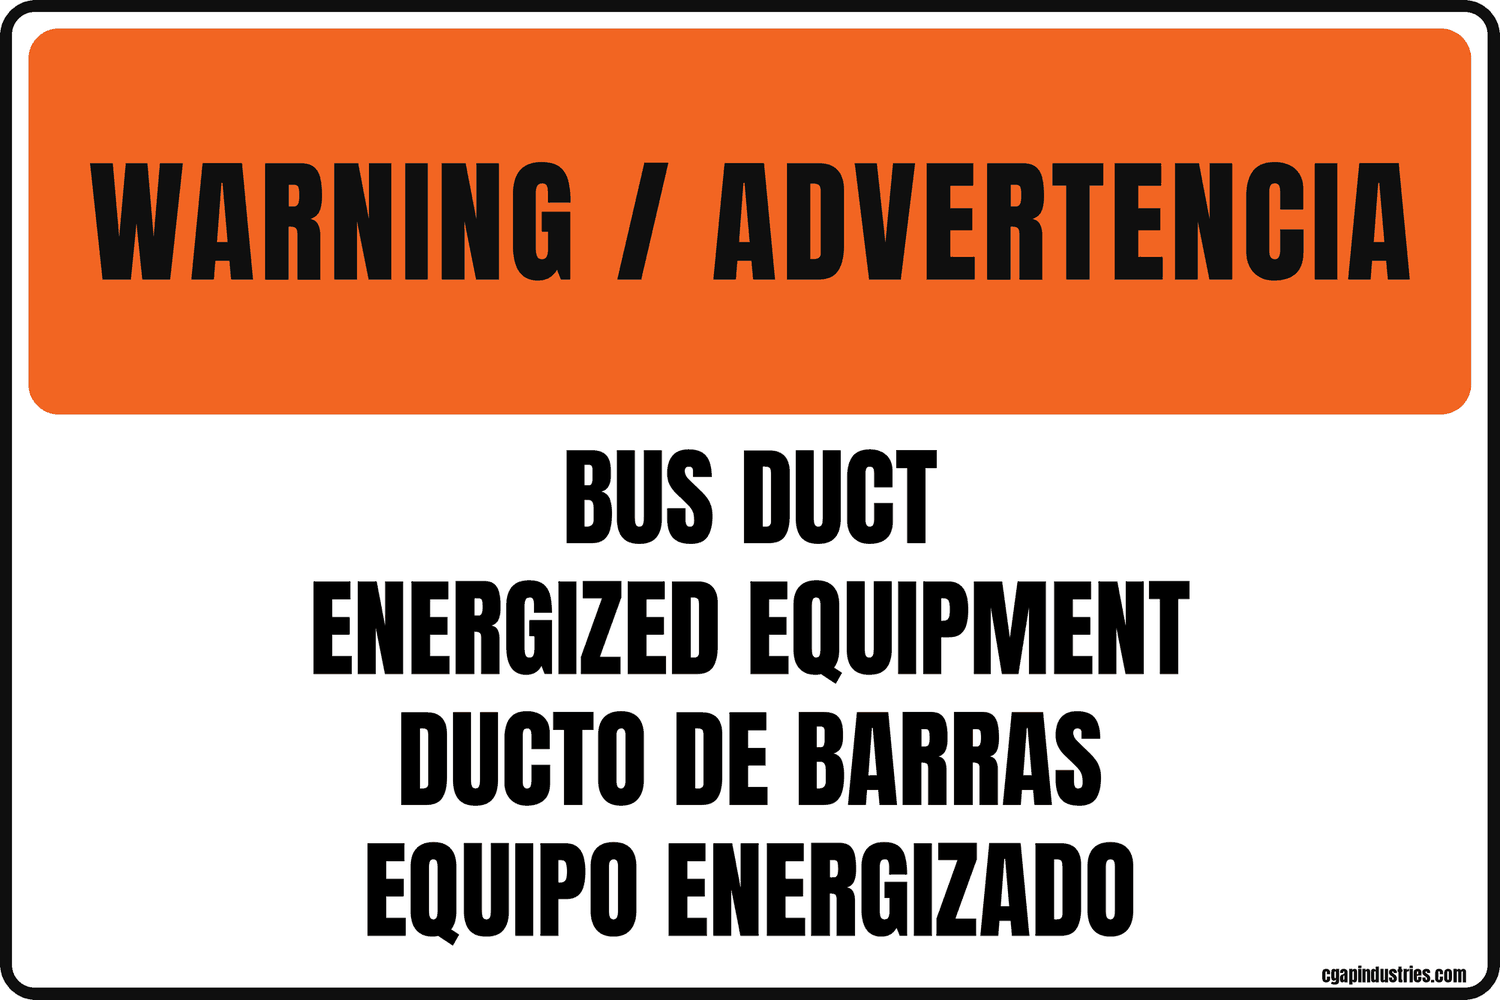 WARNING / ADVERTENCIA
BUS DUCT
ENERGIZED EQUIPMENT
DUCTO DE BARRAS
EQUIPO ENERGIZADO
cgapindustries.com